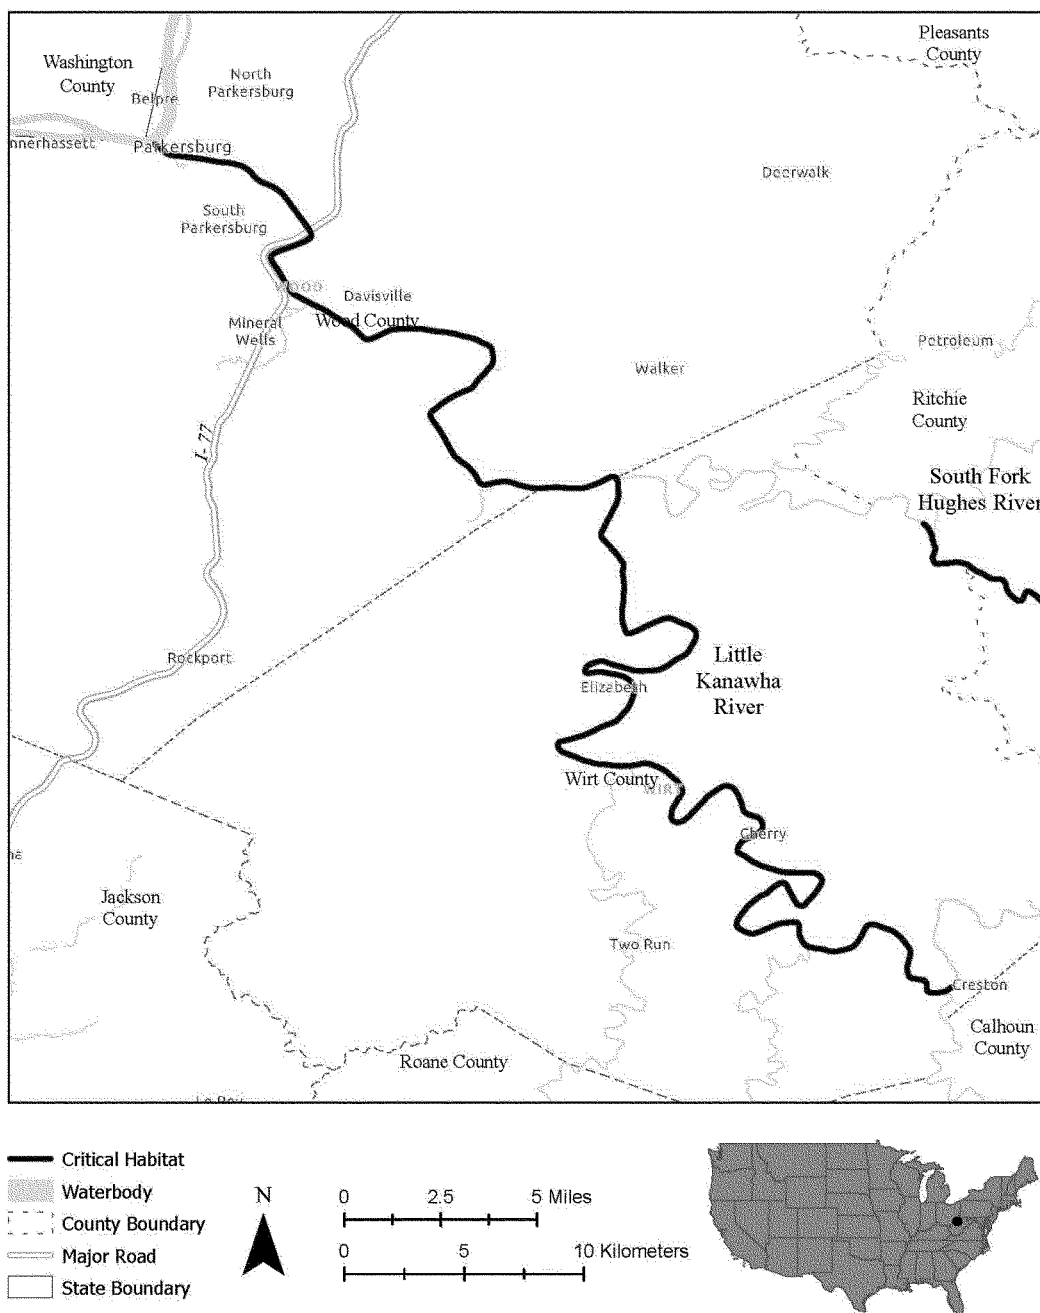 Pleasants
County
Washington
County
North
Parkersburg
Belpre
nnerhassett
Parkersburg
Deerwalk
South
Parkersburg
WOOD
Davisville
Wood County
Mineral
Wells
Petroleum
Walker
Ritchie
County
I- 77
South Fork
Hughes River
Rockport
Little
Kanawha
River
Elizabeth
Wirt County
WIRT
Cherry
Jackson
County
Two Run
Creston
Calhoun
County
Roane County
Critical Habitat
Waterbody
County Boundary
Major Road
State Boundary
N
0 2.5 5 Miles
0 5 10 Kilometers